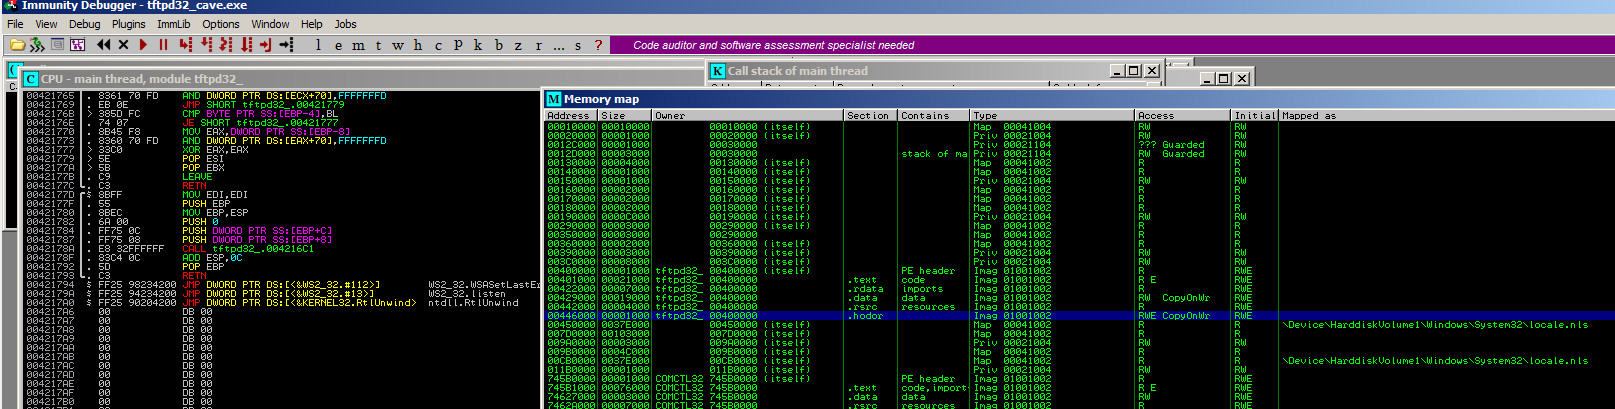 Immunity Debugger - tftpd32_cave.exe
File View Debug Plugins ImmLib Options Window Help Jobs
l e m t w h c p k b z r ... s ?
Code auditor and software assessment specialist needed
C CPU - main thread, module tftpd32_
K Call stack of main thread
00421765 . 8361 70 FD AND DWORD PTR DS:[ECX+70],FFFFFFFD
00421769 . EB 0E JMP SHORT tftpd32_.00421779
0042176B > 385D FC CMP BYTE PTR SS:[EBP-4],BL
0042176E . 74 07 JE SHORT tftpd32_.00421777
00421770 . 8B45 F8 MOV EAX,DWORD PTR SS:[EBP-8]
00421773 . 8360 70 FD AND DWORD PTR DS:[EAX+70],FFFFFFFD
00421777 > 33C0 XOR EAX,EAX
00421779 > 5E POP ESI
0042177A . 5B POP EBX
0042177B . C9 LEAVE
0042177C . C3 RETN
0042177D $ 8BFF MOV EDI,EDI
0042177F . 55 PUSH EBP
00421780 . 8BEC MOV EBP,ESP
00421782 . 6A 00 PUSH 0
00421784 . FF75 0C PUSH DWORD PTR SS:[EBP+C]
00421787 . FF75 08 PUSH DWORD PTR SS:[EBP+8]
0042178A . E8 32FFFFFF CALL tftpd32_.004216C1
0042178F . 83C4 0C ADD ESP,0C
00421792 . 5D POP EBP
00421793 . C3 RETN
00421794 $ FF25 98234200 JMP DWORD PTR DS:[<&WS2_32.#112>] WS2_32.WSASetLastEr
0042179A $ FF25 94234200 JMP DWORD PTR DS:[<&WS2_32.#13>] WS2_32.listen
004217A0 $ FF25 90204200 JMP DWORD PTR DS:[<&KERNEL32.RtlUnwind>] ntdll.RtlUnwind
004217A6 00 DB 00
004217A7 00 DB 00
004217A8 00 DB 00
004217A9 00 DB 00
004217AA 00 DB 00
004217AB 00 DB 00
004217AC 00 DB 00
004217AD 00 DB 00
004217AE 00 DB 00
004217AF 00 DB 00
004217B0 00 DB 00
M Memory map
Address Size Owner Section Contains Type Access Initial Mapped as
00010000 00010000 00010000 (itself) Map 00041004 RW RW
00020000 00010000 00020000 (itself) Priv 00021004 RW RW
0012C000 00001000 00030000 Priv 00021104 ??? Guarded RW
0012D000 00003000 00030000 stack of ma Priv 00021104 RW Guarded RW
00130000 00004000 00130000 (itself) Map 00041002 R R
00140000 00001000 00140000 (itself) Map 00041002 R R
00150000 00001000 00150000 (itself) Priv 00021004 RW RW
00160000 00002000 00160000 (itself) Map 00041002 R R
00170000 00002000 00170000 (itself) Map 00041002 R R
00180000 00002000 00180000 (itself) Map 00041002 R R
00190000 0000C000 00190000 (itself) Priv 00021004 RW RW
00290000 00003000 00290000 (itself) Map 00041002 R R
00350000 00003000 00290000 Map 00041002 R R
00360000 00002000 00360000 (itself) Map 00041002 R R
00390000 00003000 00390000 (itself) Priv 00021004 RW RW
003C0000 00008000 003C0000 (itself) Priv 00021004 RW RW
00400000 00001000 tftpd32_ 00400000 (itself) PE header Imag 01001002 R RWE
00401000 00021000 tftpd32_ 00400000 .text code Imag 01001002 R E RWE
00422000 00007000 tftpd32_ 00400000 .rdata imports Imag 01001002 R RWE
00429000 00019000 tftpd32_ 00400000 .data data Imag 01001002 RW CopyOnWr RWE
00442000 00004000 tftpd32_ 00400000 .rsrc resources Imag 01001002 R RWE
00446000 00001000 tftpd32_ 00400000 .hodor Imag 01001002 RWE CopyOnWr RWE
00450000 0037E000 00450000 (itself) Map 00041002 R R \Device\HarddiskVolume1\Windows\System32\locale.nls
007D0000 00103000 007D0000 (itself) Map 00041002 R R
009A0000 00002000 009A0000 (itself) Priv 00021004 RW RW
009B0000 0004C000 009B0000 (itself) Map 00041002 R R
00CB0000 0037E000 00CB0000 (itself) Map 00041002 R R \Device\HarddiskVolume1\Windows\System32\locale.nls
011B0000 00001000 011B0000 (itself) Priv 00021004 RW RW
745B0000 00001000 COMCTL32 745B0000 (itself) PE header Imag 01001002 R RWE
745B1000 00076000 COMCTL32 745B0000 .text code,import Imag 01001002 R E RWE
74627000 00003000 COMCTL32 745B0000 .data data Imag 01001002 RW RWE
7462A000 00007000 COMCTL32 745B0000 .rsrc resources Imag 01001002 R RWE